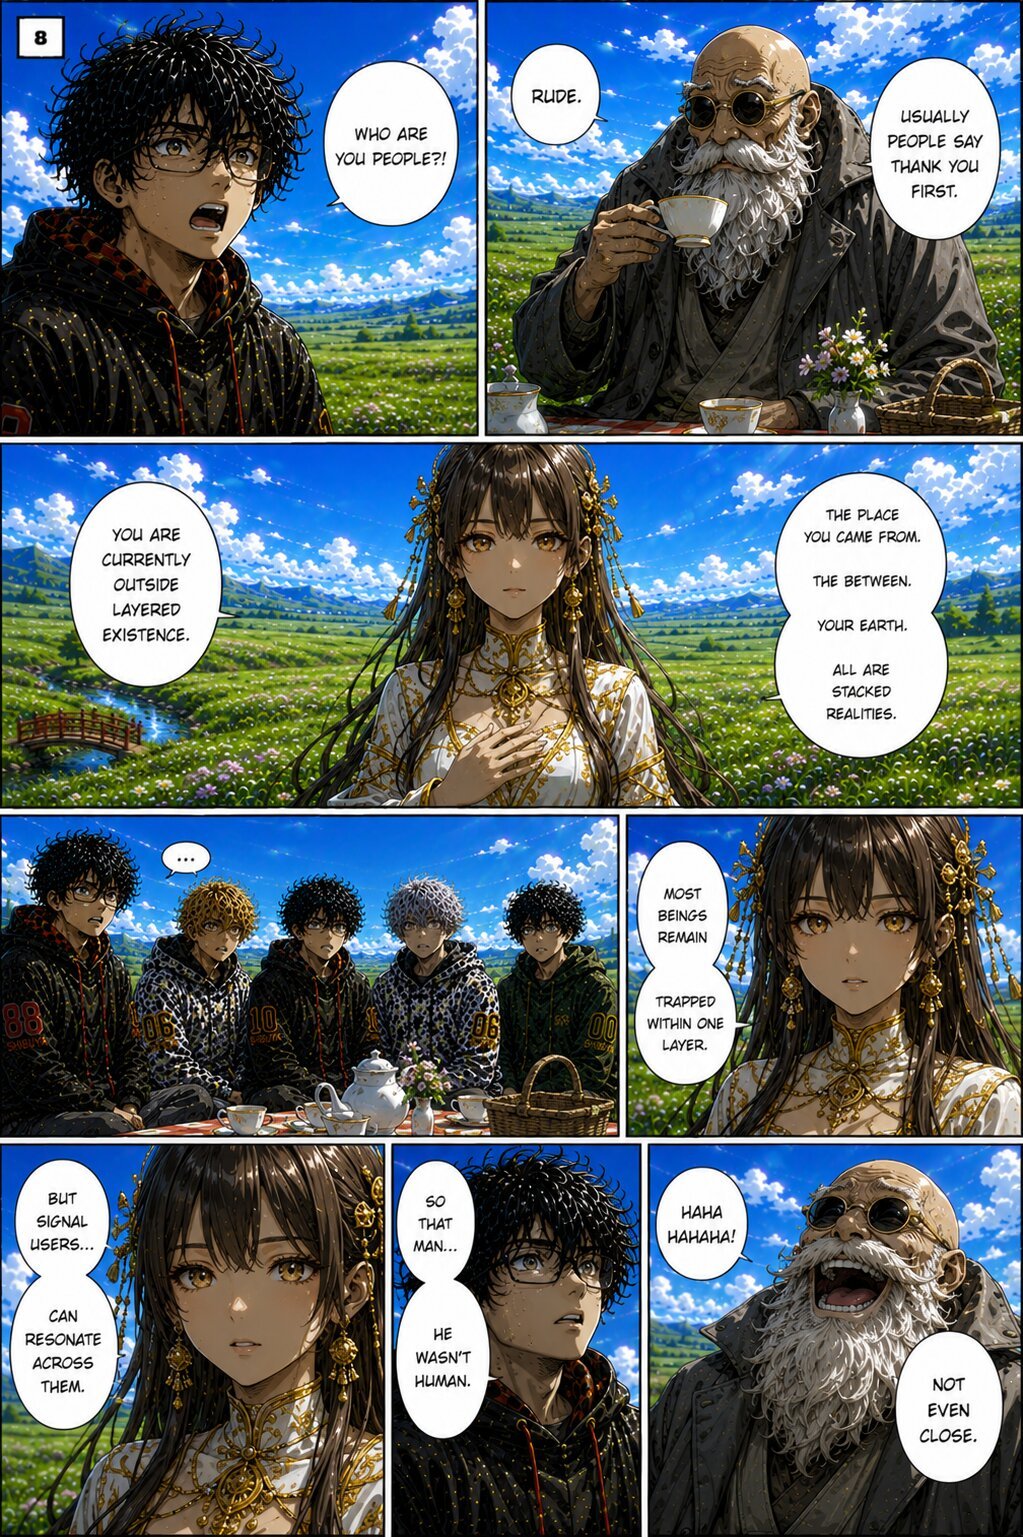 8
WHO ARE
YOU PEOPLE?!
RUDE.
USUALLY
PEOPLE SAY
THANK YOU
FIRST.
YOU ARE
CURRENTLY
OUTSIDE
LAYERED
EXISTENCE.
THE PLACE
YOU CAME FROM.
THE BETWEEN.
YOUR EARTH.
ALL ARE
STACKED
REALITIES.
...
88
SHIBUYA
06
10
06
00
MOST
BEINGS
REMAIN
TRAPPED
WITHIN ONE
LAYER.
BUT
SIGNAL
USERS...
CAN
RESONATE
ACROSS
THEM.
SO
THAT
MAN...
HE
WASN'T
HUMAN.
HAHA
HAHAHA!
NOT
EVEN
CLOSE.